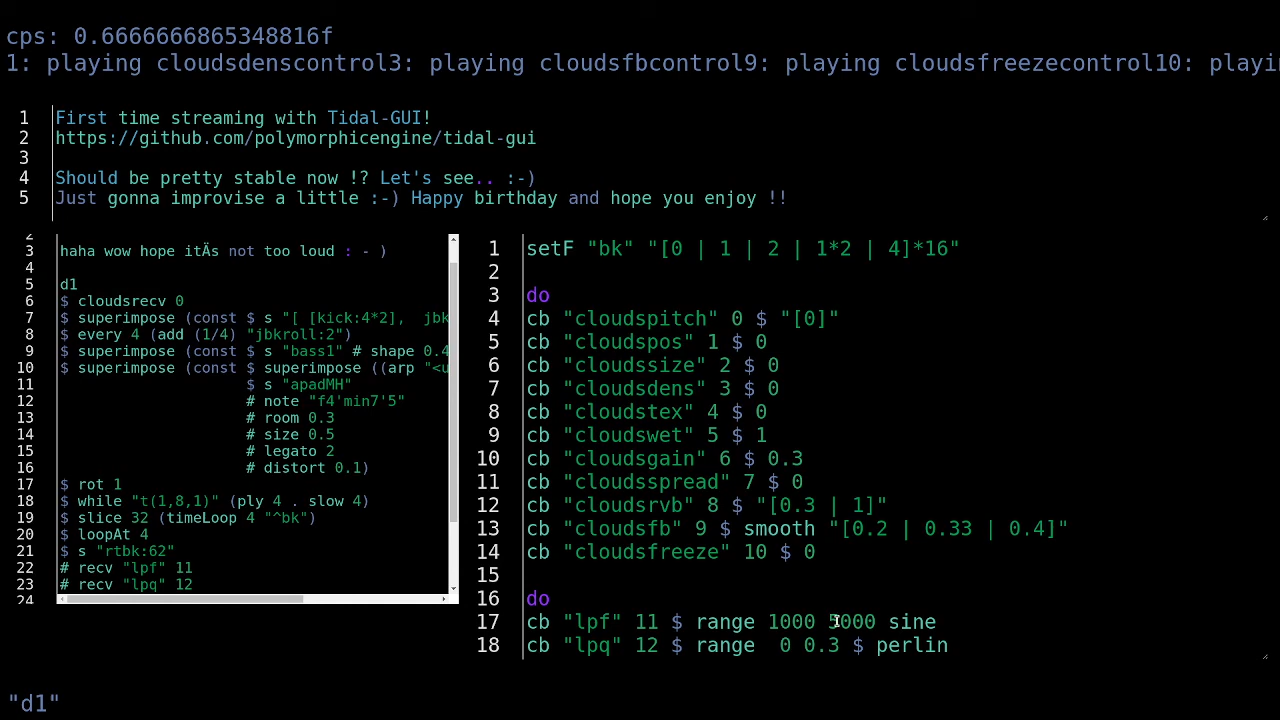 cps: 0.6666666865348816f
1: playing cloudsdenscontrol3: playing cloudsfbcontrol9: playing cloudsfreezecontrol10: playi
1 First time streaming with Tidal-GUI!
2 https://github.com/polymorphicengine/tidal-gui
3
4 Should be pretty stable now !? Let's see.. :-)
5 Just gonna improvise a little :-) Happy birthday and hope you enjoy !!
2
3 haha wow hope itÄs not too loud : - )
4
5 d1
6 $ cloudsrecv 0
7 $ superimpose (const $ s "[ [kick:4*2], jbk
8 $ every 4 (add (1/4) "jbkroll:2")
9 $ superimpose (const $ s "bass1" # shape 0.4
10 $ superimpose (const $ superimpose ((arp "<u
11 $ s "apadMH"
12 # note "f4'min7'5"
13 # room 0.3
14 # size 0.5
15 # legato 2
16 # distort 0.1)
17 $ rot 1
18 $ while "t(1,8,1)" (ply 4 . slow 4)
19 $ slice 32 (timeLoop 4 "^bk")
20 $ loopAt 4
21 $ s "rtbk:62"
22 # recv "lpf" 11
23 # recv "lpq" 12
24
1 setF "bk" "[0 | 1 | 2 | 1*2 | 4]*16"
2
3 do
4 cb "cloudspitch" 0 $ "[0]"
5 cb "cloudspos" 1 $ 0
6 cb "cloudssize" 2 $ 0
7 cb "cloudsdens" 3 $ 0
8 cb "cloudstex" 4 $ 0
9 cb "cloudswet" 5 $ 1
10 cb "cloudsgain" 6 $ 0.3
11 cb "cloudsspread" 7 $ 0
12 cb "cloudsrvb" 8 $ "[0.3 | 1]"
13 cb "cloudsfb" 9 $ smooth "[0.2 | 0.33 | 0.4]"
14 cb "cloudsfreeze" 10 $ 0
15
16 do
17 cb "lpf" 11 $ range 1000 5000 sine
18 cb "lpq" 12 $ range 0 0.3 $ perlin
"d1"